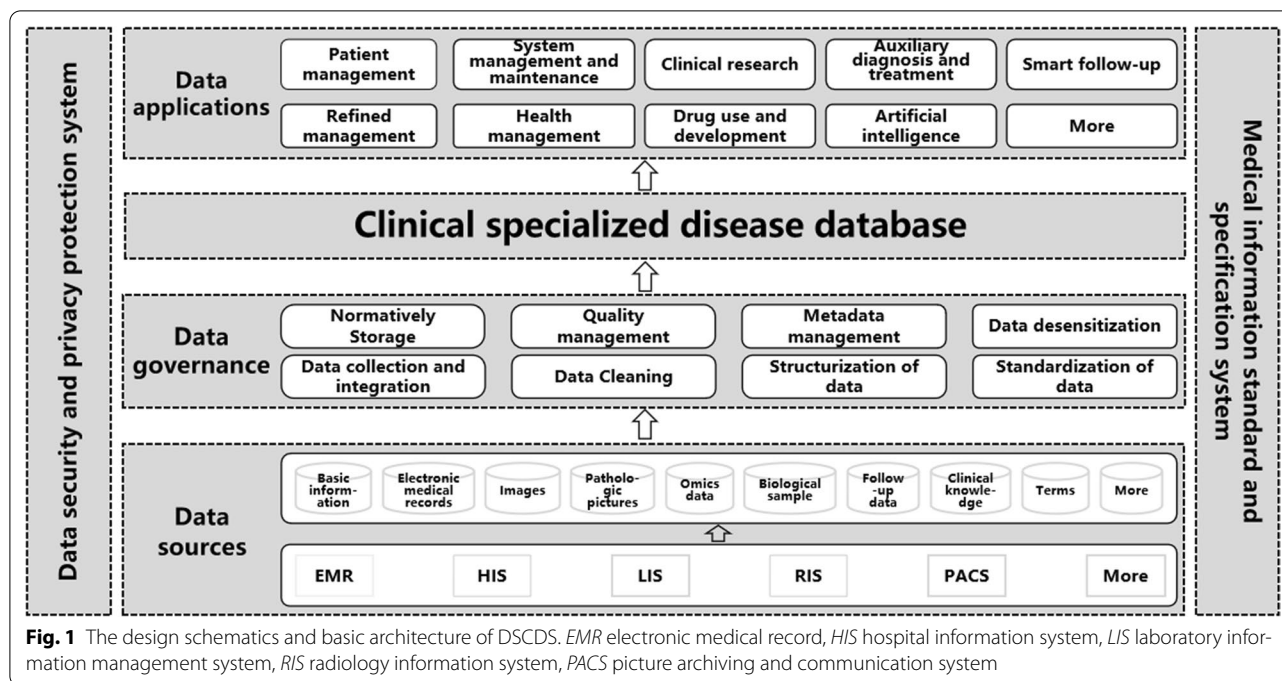 Data security and privacy protection system
Data
applications
Patient
management
System
management and
maintenance
Clinical research
Auxiliary
diagnosis and
treatment
Smart follow-up
Refined
management
Health
management
Drug use and
development
Artificial
intelligence
More
Clinical specialized disease database
Data
governance
Normatively
Storage
Quality
management
Metadata
management
Data desensitization
Data collection and
integration
Data Cleaning
Structurization of
data
Standardization of
data
Data
sources
Basic
inform-
ation
Electronic
medical
records
Images
Patholo-
gic
pictures
Omics
data
Biological
sample
Follow
-up
data
Clinical
knowle-
dge
Terms
More
EMR
HIS
LIS
RIS
PACS
More
Medical information standard and
specification system
Fig. 1 The design schematics and basic architecture of DSCDS. EMR electronic medical record, HIS hospital information system, LIS laboratory infor-
mation management system, RIS radiology information system, PACS picture archiving and communication system